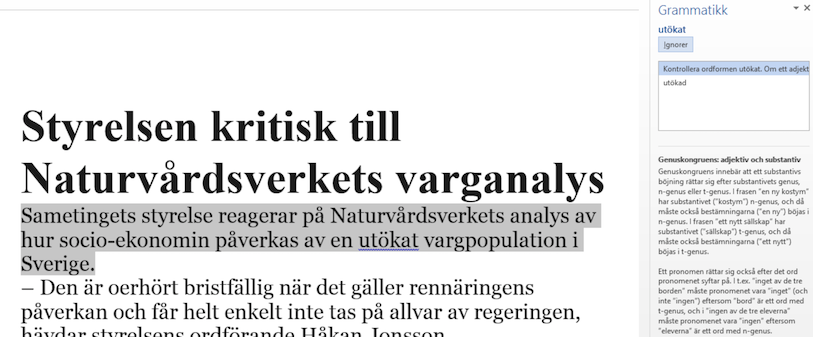 Grammatikk
utökat
Ignorer
Kontrollera ordformen utökat. Om ett adjekt
utökad
Styrelsen kritisk till
Naturvårdsverkets varganalys
Sametingets styrelse reagerar på Naturvårdsverkets analys av
hur socio-ekonomin påverkas av en utökat vargpopulation i
Sverige.
– Den är oerhört bristfällig när det gäller rennäringens
påverkan och får helt enkelt inte tas på allvar av regeringen,
hävdar styrelsens ordförande Håkan Jonsson.
Genuskongruens: adjektiv och substantiv
Genuskongruens innebär att ett substantivs
böjning rättar sig efter substantivets genus,
n-genus eller t-genus. I frasen "en ny kostym"
har substantivet ("kostym") n-genus, och då
måste också bestämningarna ("en ny") böjas i
n-genus. I frasen "ett nytt sällskap" har
substantivet ("sällskap") t-genus, och då
måste också bestämningarna ("ett nytt")
böjas i t-genus.
Ett pronomen rättar sig också efter det ord
pronomenet syftar på. I t.ex. "inget av de tre
borden" måste pronomenet vara "inget" (och
inte "ingen") eftersom "bord" är ett ord med
t-genus, och i "ingen av de tre eleverna"
måste pronomenet vara "ingen" eftersom
"eleverna" är ett ord med n-genus.